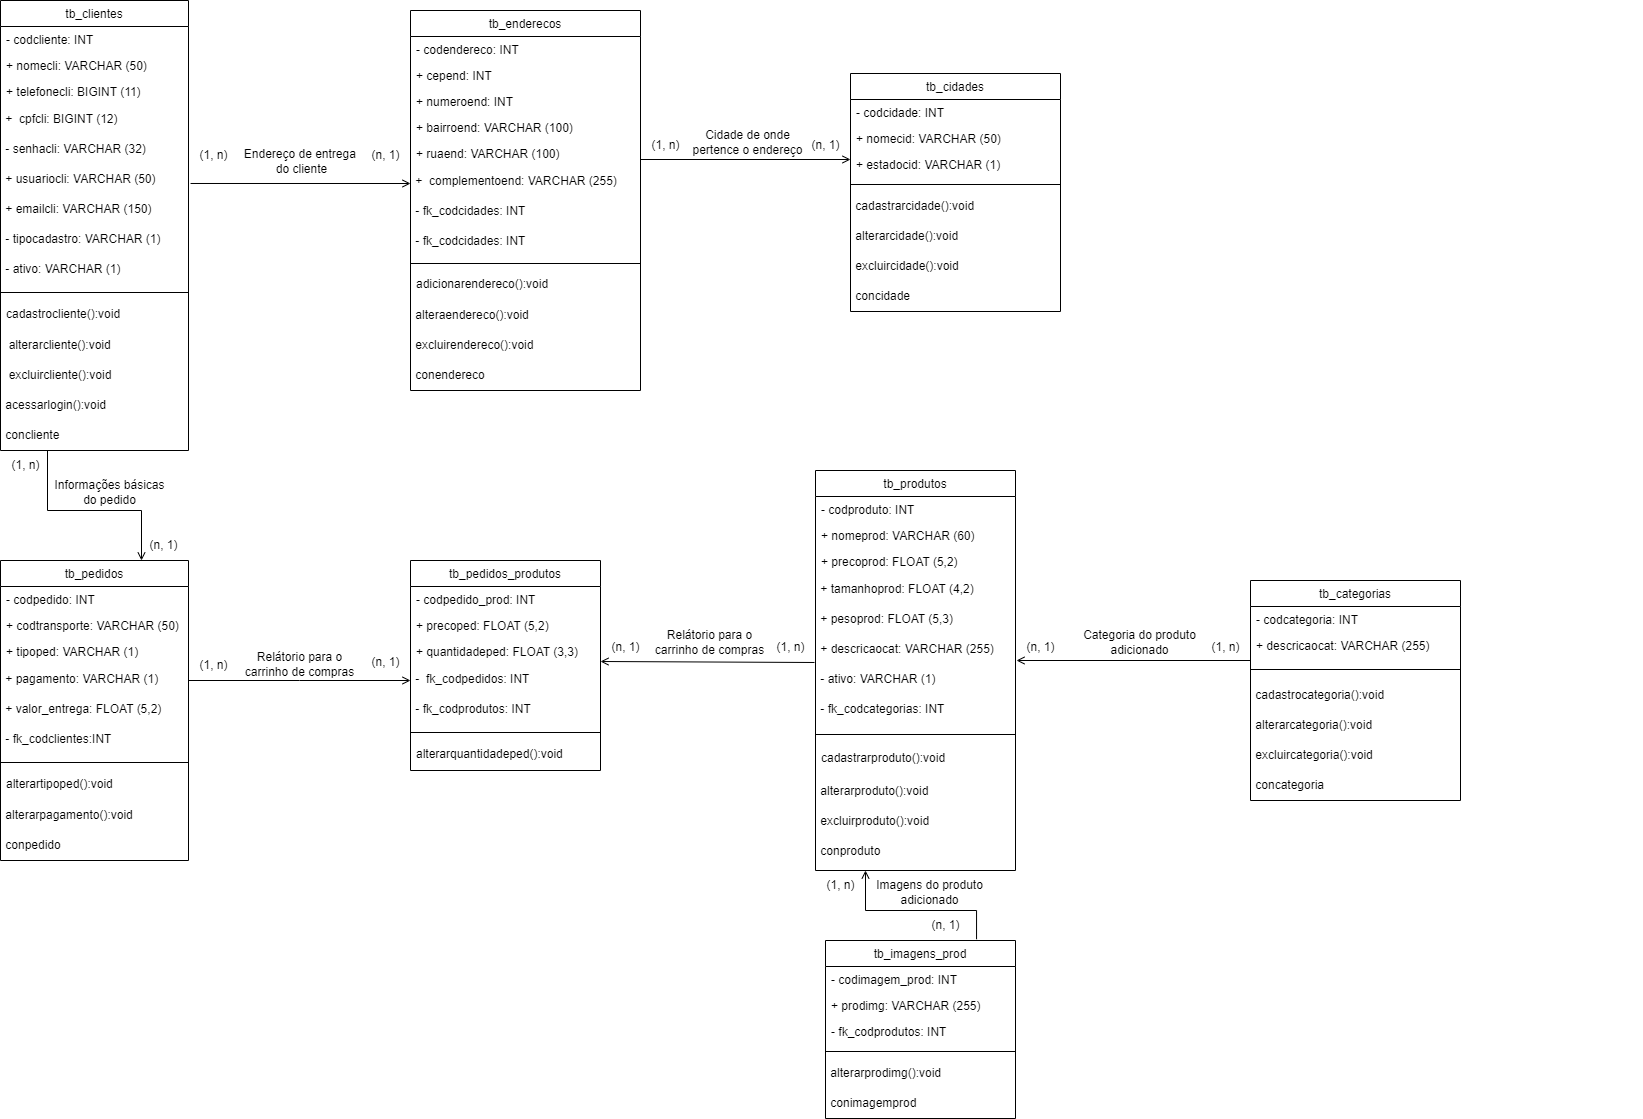 tb_clientes
- codcliente: INT
+ nomecli: VARCHAR (50)
+ telefonecli: BIGINT (11)
+ cpfcli: BIGINT (12)
- senhacli: VARCHAR (32)
+ usuariocli: VARCHAR (50)
+ emailcli: VARCHAR (150)
- tipocadastro: VARCHAR (1)
- ativo: VARCHAR (1)
cadastrocliente():void
alterarcliente():void
excluircliente():void
acessarlogin():void
concliente
(1, n)
Endereço de entrega
do cliente
(n, 1)
tb_enderecos
- codendereco: INT
+ cepend: INT
+ numeroend: INT
+ bairroend: VARCHAR (100)
+ ruaend: VARCHAR (100)
+ complementoend: VARCHAR (255)
- fk_codcidades: INT
- fk_codcidades: INT
adicionarendereco():void
alteraendereco():void
excluirendereco():void
conendereco
(1, n)
Cidade de onde
pertence o endereço
(n, 1)
tb_cidades
- codcidade: INT
+ nomecid: VARCHAR (50)
+ estadocid: VARCHAR (1)
cadastrarcidade():void
alterarcidade():void
excluircidade():void
concidade
(1, n)
Informações básicas
do pedido
(n, 1)
tb_pedidos
- codpedido: INT
+ codtransporte: VARCHAR (50)
+ tipoped: VARCHAR (1)
+ pagamento: VARCHAR (1)
+ valor_entrega: FLOAT (5,2)
- fk_codclientes:INT
alterartipoped():void
alterarpagamento():void
conpedido
(1, n)
Relátorio para o
carrinho de compras
(n, 1)
tb_pedidos_produtos
- codpedido_prod: INT
+ precoped: FLOAT (5,2)
+ quantidadeped: FLOAT (3,3)
- fk_codpedidos: INT
- fk_codprodutos: INT
alterarquantidadeped():void
(n, 1)
Relátorio para o
carrinho de compras
(1, n)
tb_produtos
- codproduto: INT
+ nomeprod: VARCHAR (60)
+ precoprod: FLOAT (5,2)
+ tamanhoprod: FLOAT (4,2)
+ pesoprod: FLOAT (5,3)
+ descricaocat: VARCHAR (255)
- ativo: VARCHAR (1)
- fk_codcategorias: INT
cadastrarproduto():void
alterarproduto():void
excluirproduto():void
conproduto
(n, 1)
Categoria do produto
adicionado
(1, n)
tb_categorias
- codcategoria: INT
+ descricaocat: VARCHAR (255)
cadastrocategoria():void
alterarcategoria():void
excluircategoria():void
concategoria
(1, n)
Imagens do produto
adicionado
(n, 1)
tb_imagens_prod
- codimagem_prod: INT
+ prodimg: VARCHAR (255)
- fk_codprodutos: INT
alterarprodimg():void
conimagemprod